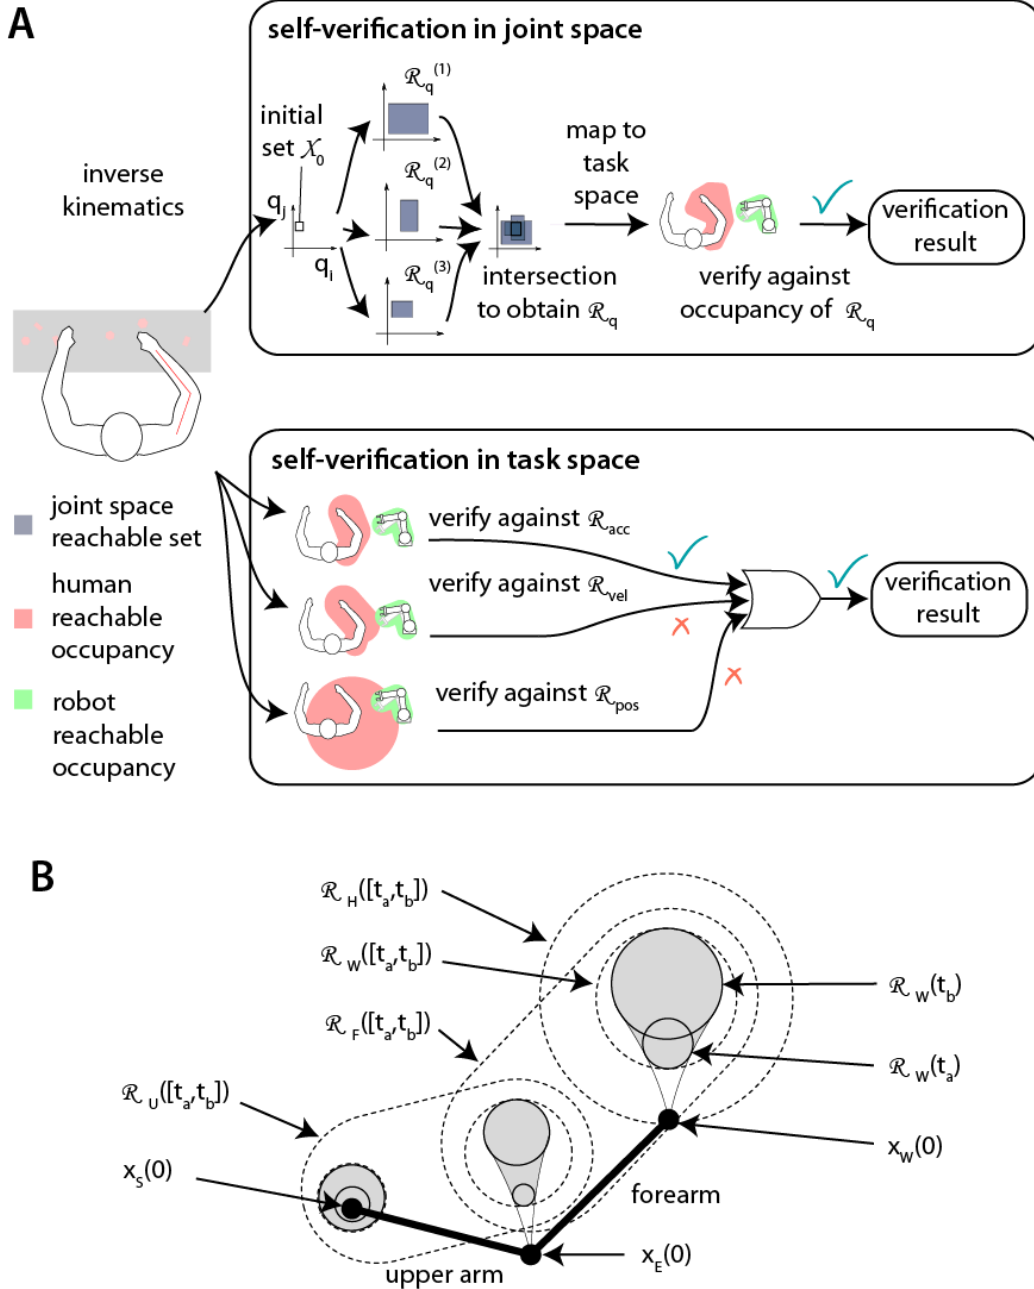 A
self-verification in joint space
initial
set 𝒳₀
ℛq⁽¹⁾
ℛq⁽²⁾
ℛq⁽³⁾
inverse
kinematics
qj
qi
map to
task
space
intersection
to obtain ℛq
verify against
occupancy of ℛq
verification
result
self-verification in task space
joint space
reachable set
human
reachable
occupancy
robot
reachable
occupancy
verify against ℛacc
verify against ℛvel
verify against ℛpos
verification
result
B
ℛH([ta,tb])
ℛW([ta,tb])
ℛF([ta,tb])
ℛU([ta,tb])
xS(0)
ℛW(tb)
ℛW(ta)
xW(0)
forearm
xE(0)
upper arm